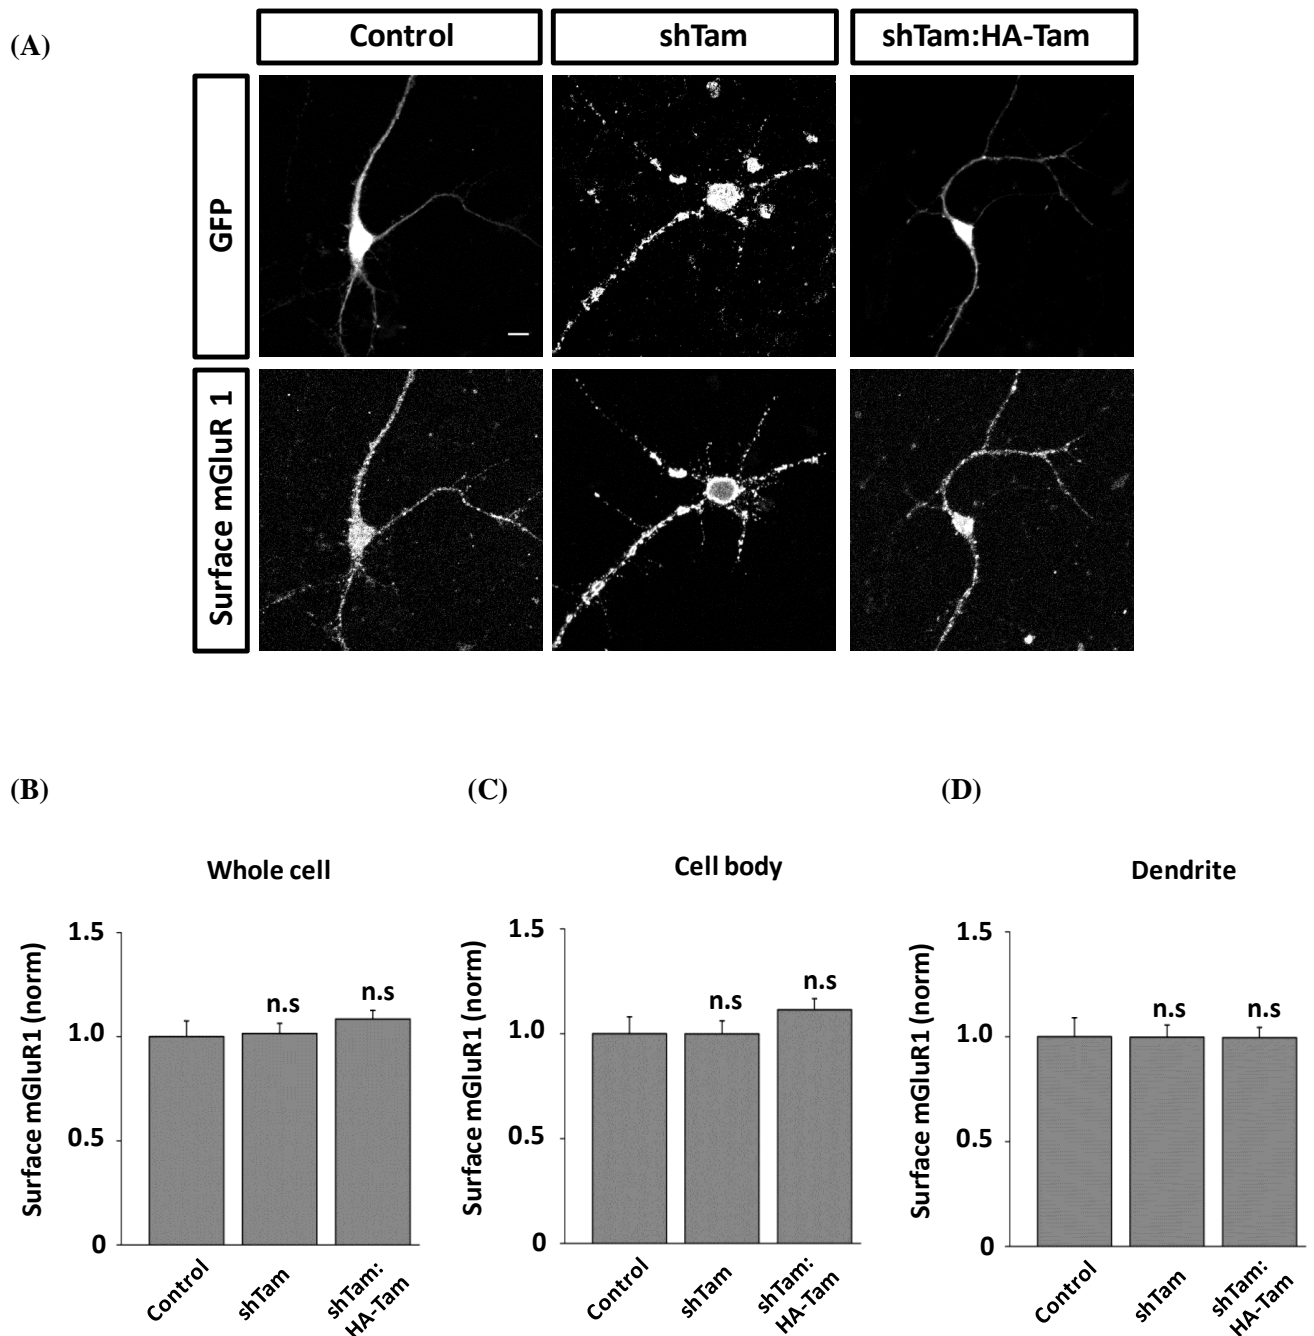 (A)
Control
shTam
shTam:HA-Tam
GFP
Surface mGluR 1
(B)
(C)
(D)
Whole cell
Surface mGluR1 (norm)
1.5
1.0
0.5
0
n.s
n.s
Control
shTam
shTam:
HA-Tam
Cell body
Surface mGluR1 (norm)
1.5
1.0
0.5
0
n.s
n.s
Control
shTam
shTam:
HA-Tam
Dendrite
Surface mGluR1 (norm)
1.5
1.0
0.5
0
n.s
n.s
Control
shTam
shTam:
HA-Tam